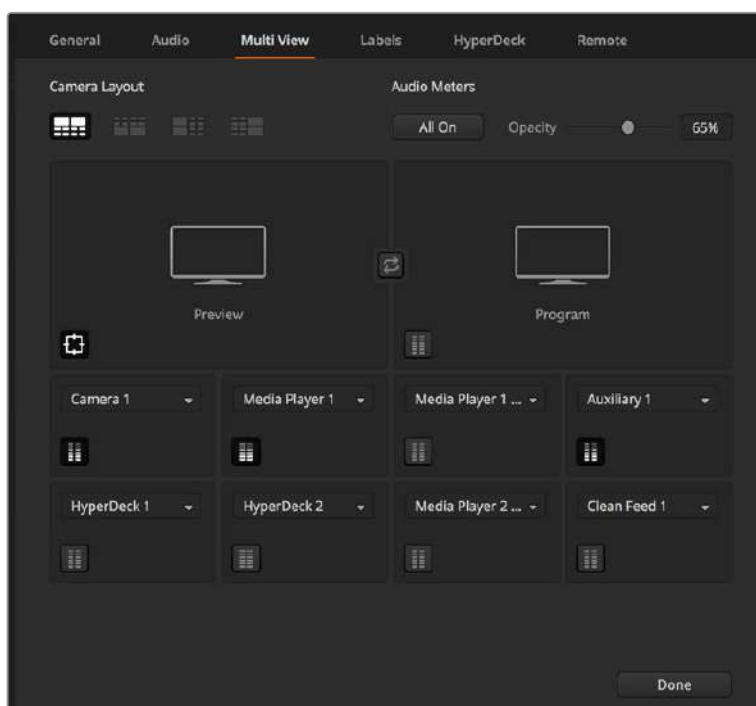 General Audio Multi View Labels HyperDeck Remote
Camera Layout Audio Meters
All On Opacity 65%
Preview Program
Camera 1 Media Player 1 Media Player 1 ... Auxiliary 1
HyperDeck 1 HyperDeck 2 Media Player 2 ... Clean Feed 1
Done